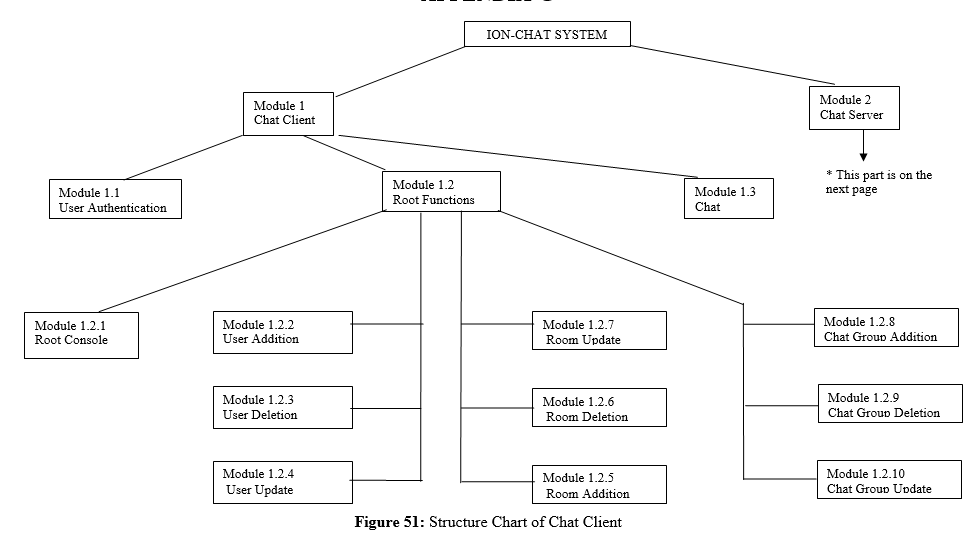 ION-CHAT SYSTEM
Module 1
Chat Client
Module 2
Chat Server
* This part is on the
next page
Module 1.1
User Authentication
Module 1.2
Root Functions
Module 1.3
Chat
Module 1.2.1
Root Console
Module 1.2.2
User Addition
Module 1.2.7
Room Update
Module 1.2.8
Chat Group Addition
Module 1.2.3
User Deletion
Module 1.2.6
Room Deletion
Module 1.2.9
Chat Group Deletion
Module 1.2.4
User Update
Module 1.2.5
Room Addition
Module 1.2.10
Chat Group Update
Figure 51: Structure Chart of Chat Client